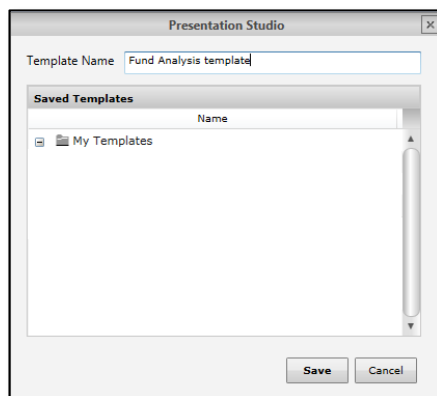 Presentation Studio
Template Name Fund Analysis template
Saved Templates
Name
My Templates
Save Cancel